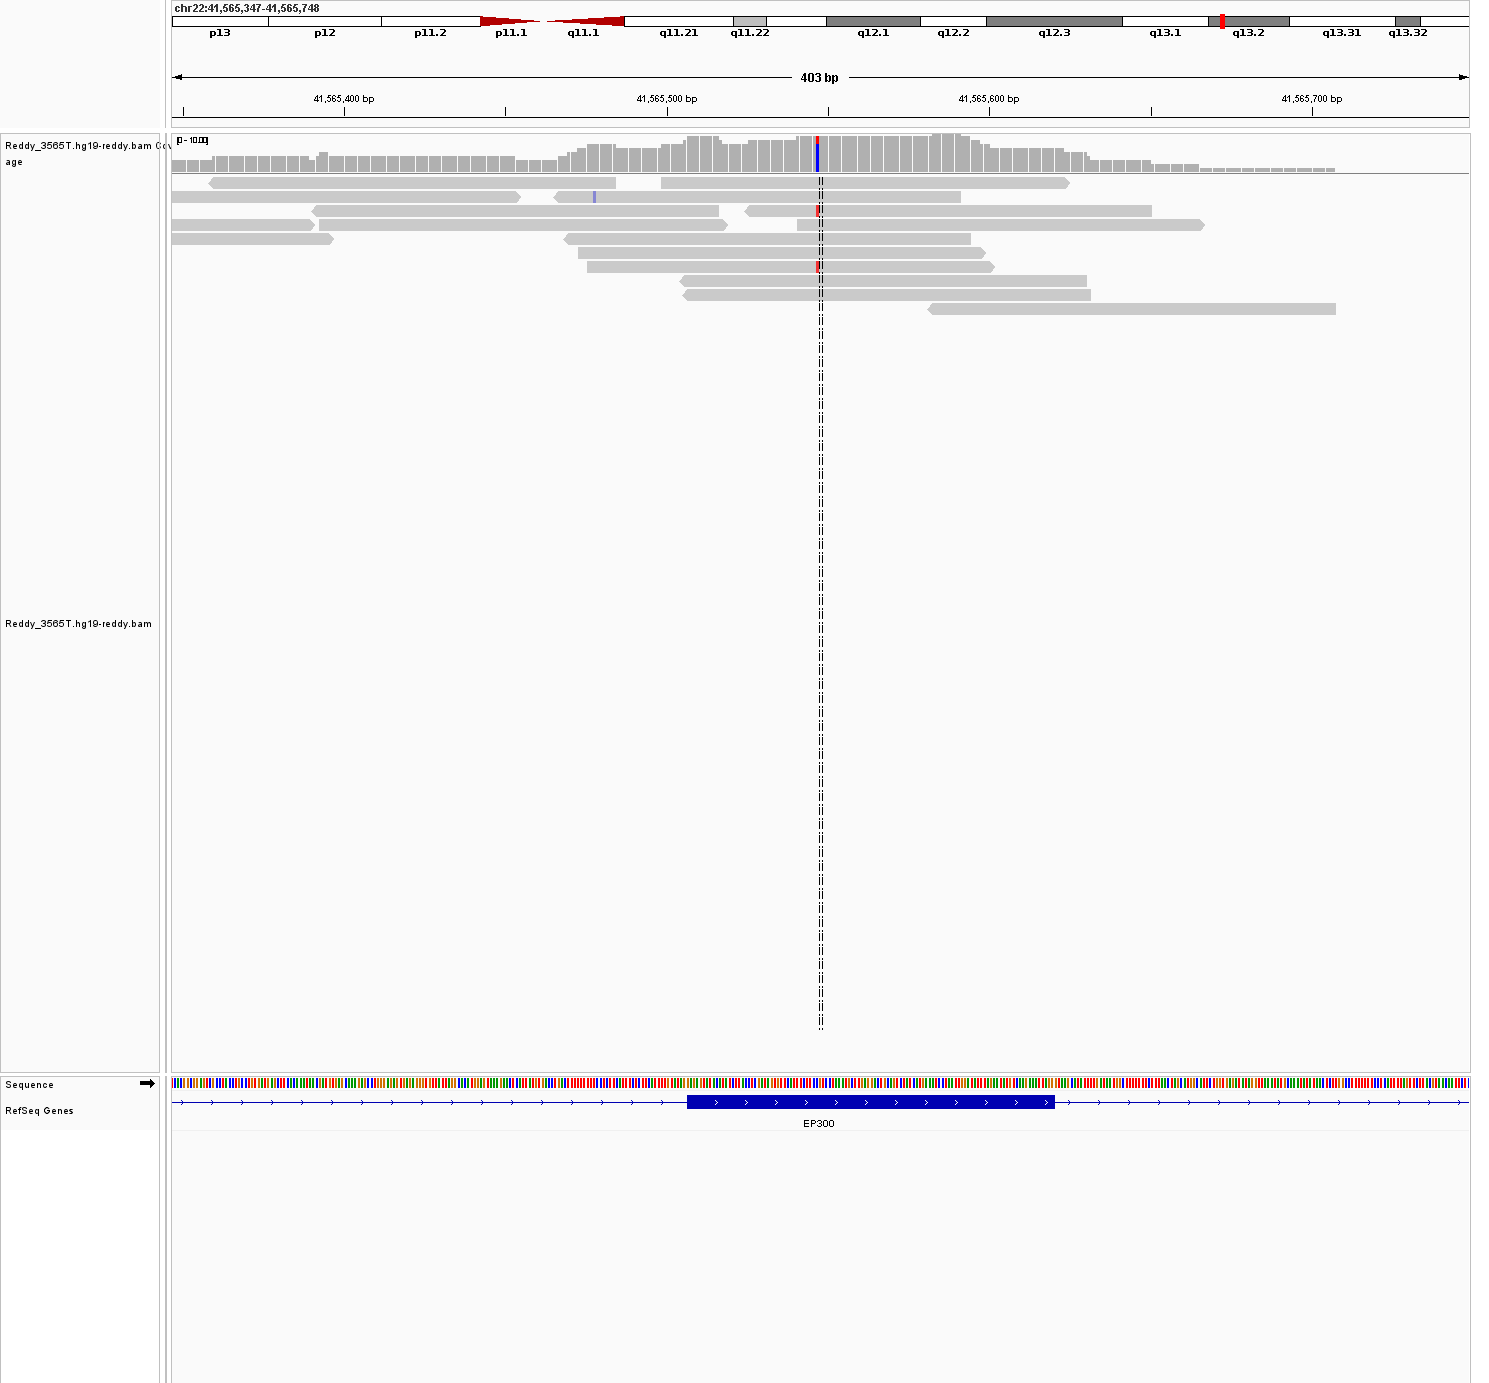 chr22:41,565,347-41,565,748
p13 p12 p11.2 p11.1 q11.1 q11.21 q11.22 q12.1 q12.2 q12.3 q13.1 q13.2 q13.31 q13.32
403 bp
41,565,400 bp 41,565,500 bp 41,565,600 bp 41,565,700 bp
Reddy_3565T.hg19-reddy.bam Cov
age
[0 - 10.00]
Reddy_3565T.hg19-reddy.bam
Sequence
RefSeq Genes
EP300